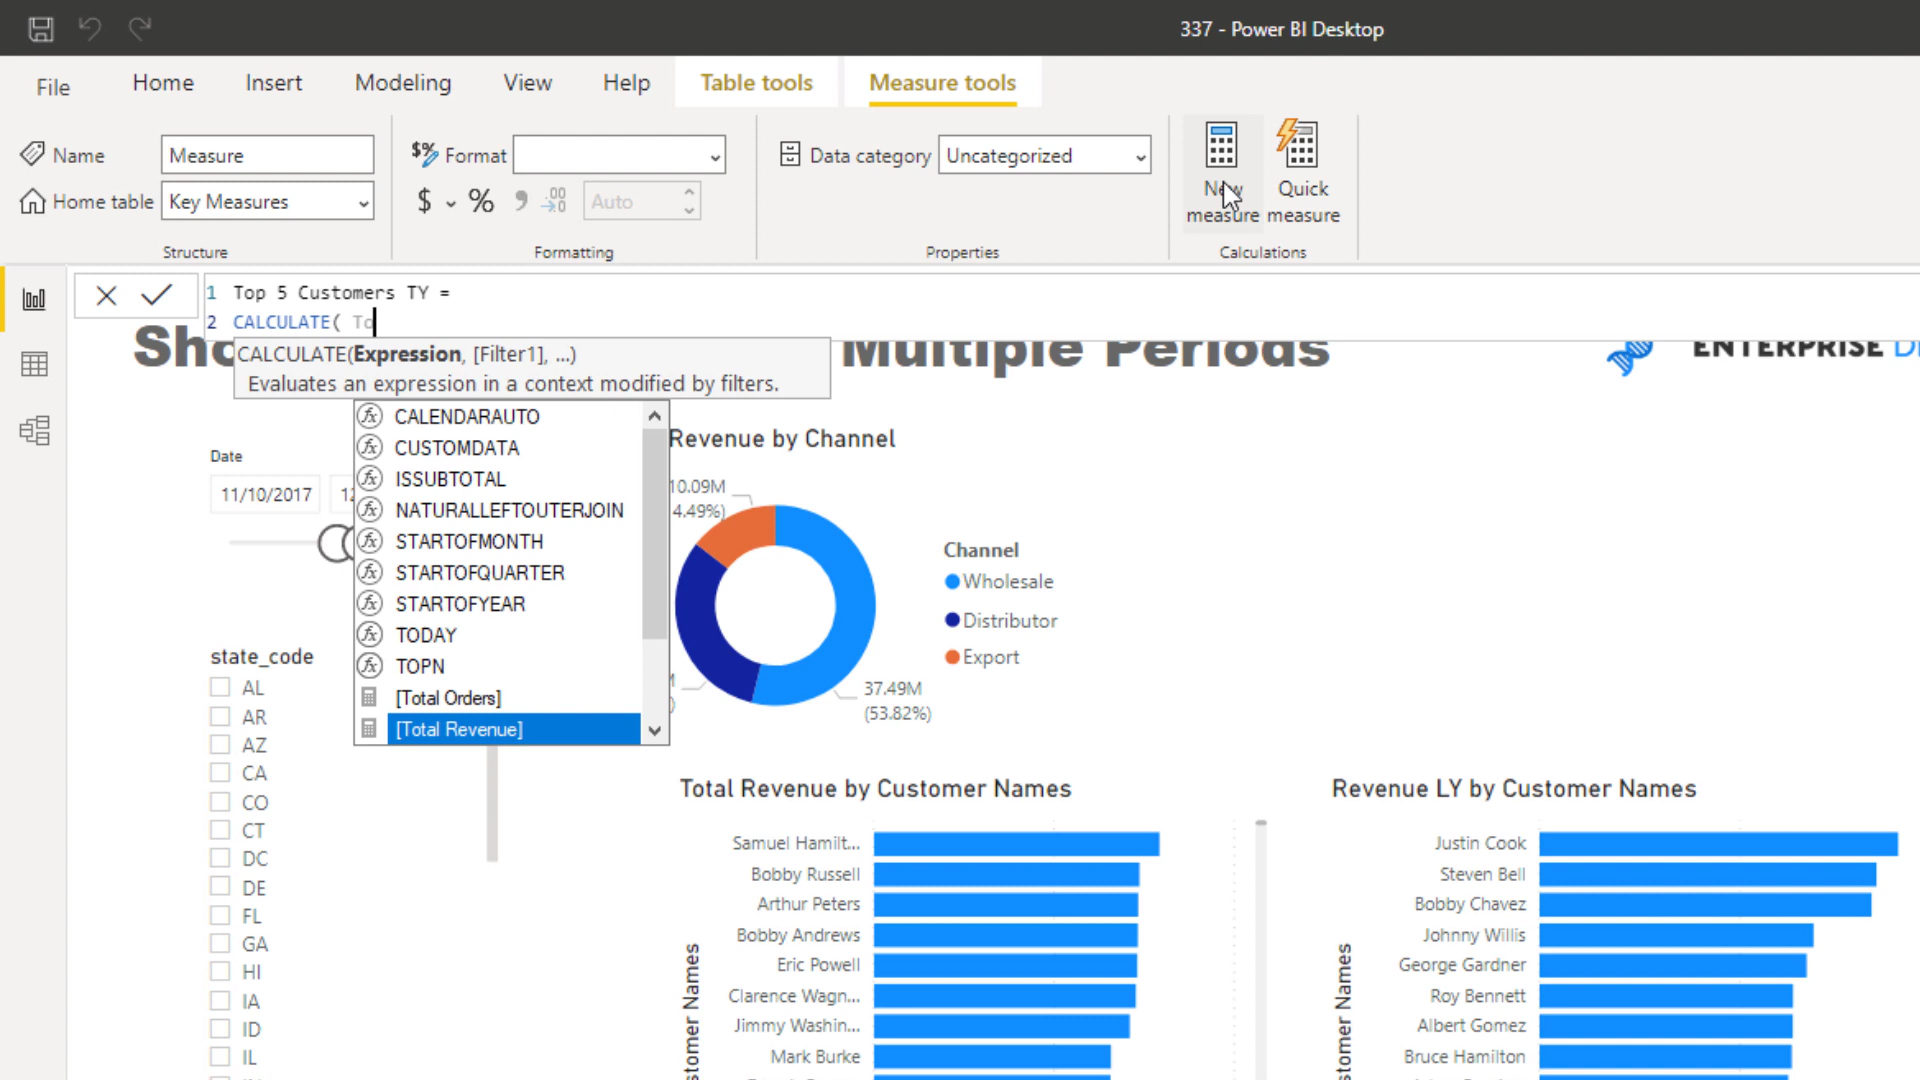 337 - Power BI Desktop
File Home Insert Modeling View Help Table tools Measure tools
Name Measure
Home table Key Measures
Structure
$% Format
$ % , .00 Auto
Formatting
Data category Uncategorized
Properties
New measure
Quick measure
Calculations
1 Top 5 Customers TY =
2 CALCULATE( To
CALCULATE(Expression, [Filter1], ...)
Evaluates an expression in a context modified by filters.
CALENDARAUTO
CUSTOMDATA
ISSUBTOTAL
NATURALLEFTOUTERJOIN
STARTOFMONTH
STARTOFQUARTER
STARTOFYEAR
TODAY
TOPN
[Total Orders]
[Total Revenue]
Multiple Periods
ENTERPRISE
Date
11/10/2017
state_code
AL
AR
AZ
CA
CO
CT
DC
DE
FL
GA
HI
IA
ID
IL
Revenue by Channel
10.09M
4.49%)
37.49M
(53.82%)
Channel
Wholesale
Distributor
Export
Total Revenue by Customer Names
Samuel Hamilt...
Bobby Russell
Arthur Peters
Bobby Andrews
Eric Powell
Clarence Wagn...
Jimmy Washin...
Mark Burke
stomer Names
Revenue LY by Customer Names
Justin Cook
Steven Bell
Bobby Chavez
Johnny Willis
George Gardner
Roy Bennett
Albert Gomez
Bruce Hamilton
stomer Names